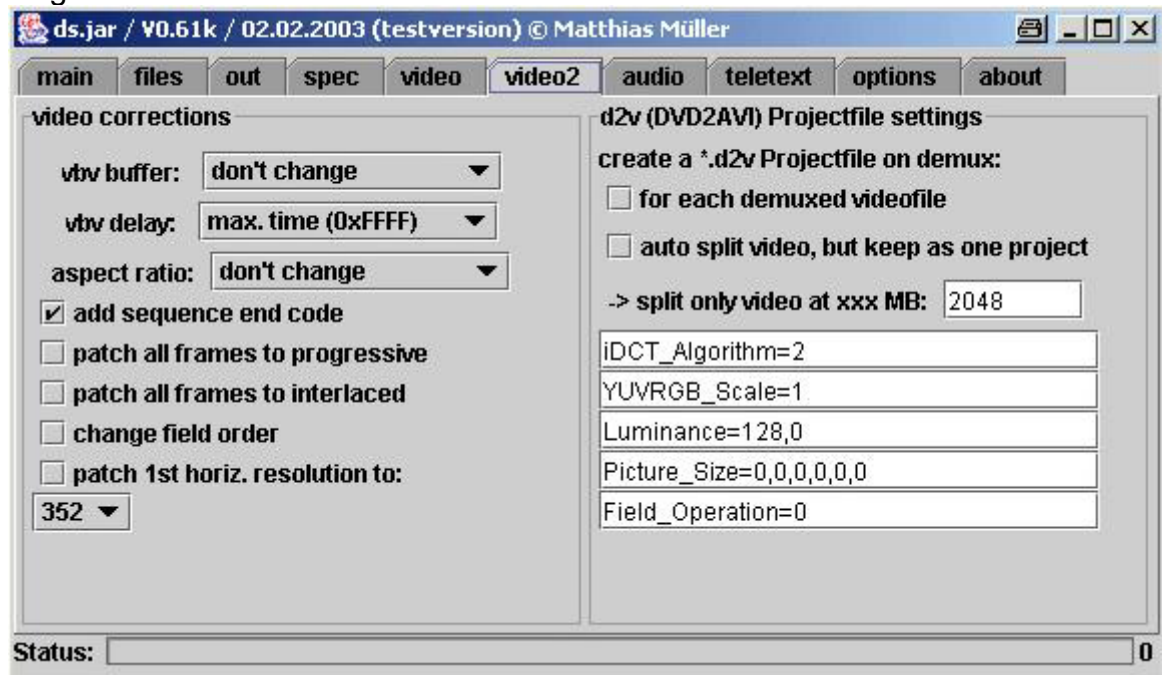 ds.jar / V0.61k / 02.02.2003 (testversion) © Matthias Müller
main files out spec video video2 audio teletext options about
video corrections
vbv buffer: don't change
vbv delay: max. time (0xFFFF)
aspect ratio: don't change
add sequence end code
patch all frames to progressive
patch all frames to interlaced
change field order
patch 1st horiz. resolution to:
352
d2v (DVD2AVI) Projectfile settings
create a *.d2v Projectfile on demux:
for each demuxed videofile
auto split video, but keep as one project
-> split only video at xxx MB: 2048
iDCT_Algorithm=2
YUVRGB_Scale=1
Luminance=128,0
Picture_Size=0,0,0,0,0,0
Field_Operation=0
Status: 0